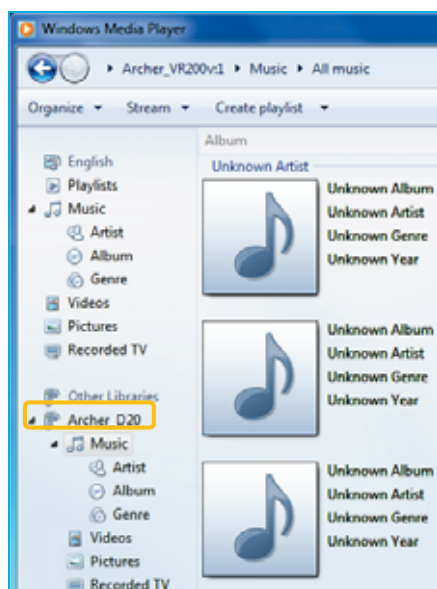 Windows Media Player
Archer_VR200v:1 ▸ Music ▸ All music
Organize Stream Create playlist
Album
English
Playlists
Music
Artist
Album
Genre
Videos
Pictures
Recorded TV
Other Libraries
Archer_D20
Music
Artist
Album
Genre
Videos
Pictures
Recorded TV
Unknown Artist
Unknown Album
Unknown Artist
Unknown Genre
Unknown Year
Unknown Album
Unknown Artist
Unknown Genre
Unknown Year
Unknown Album
Unknown Artist
Unknown Genre
Unknown Year